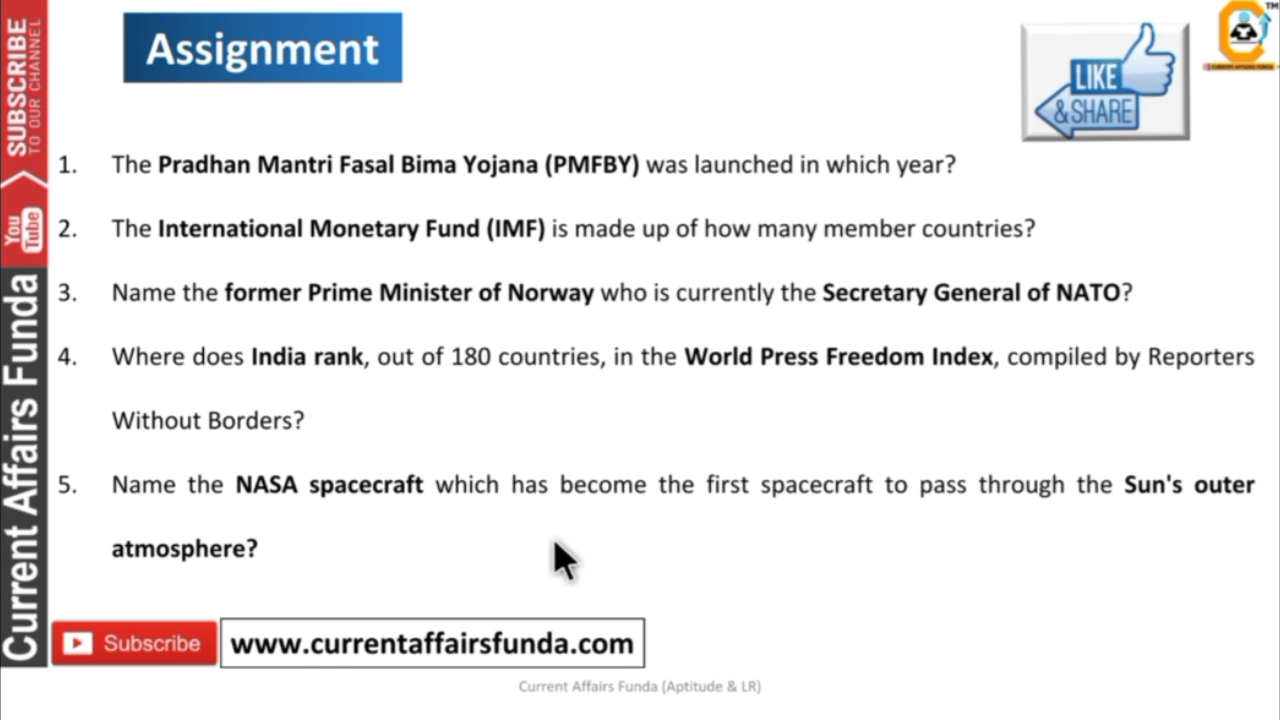 Assignment
LIKE
& SHARE
TM
CURRENT AFFAIRS FUNDA
SUBSCRIBE
TO OUR CHANNEL
You
Tube
Current Affairs Funda
1. The Pradhan Mantri Fasal Bima Yojana (PMFBY) was launched in which year?
2. The International Monetary Fund (IMF) is made up of how many member countries?
3. Name the former Prime Minister of Norway who is currently the Secretary General of NATO?
4. Where does India rank, out of 180 countries, in the World Press Freedom Index, compiled by Reporters
Without Borders?
5. Name the NASA spacecraft which has become the first spacecraft to pass through the Sun's outer
atmosphere?
Subscribe
www.currentaffairsfunda.com
Current Affairs Funda (Aptitude & LR)